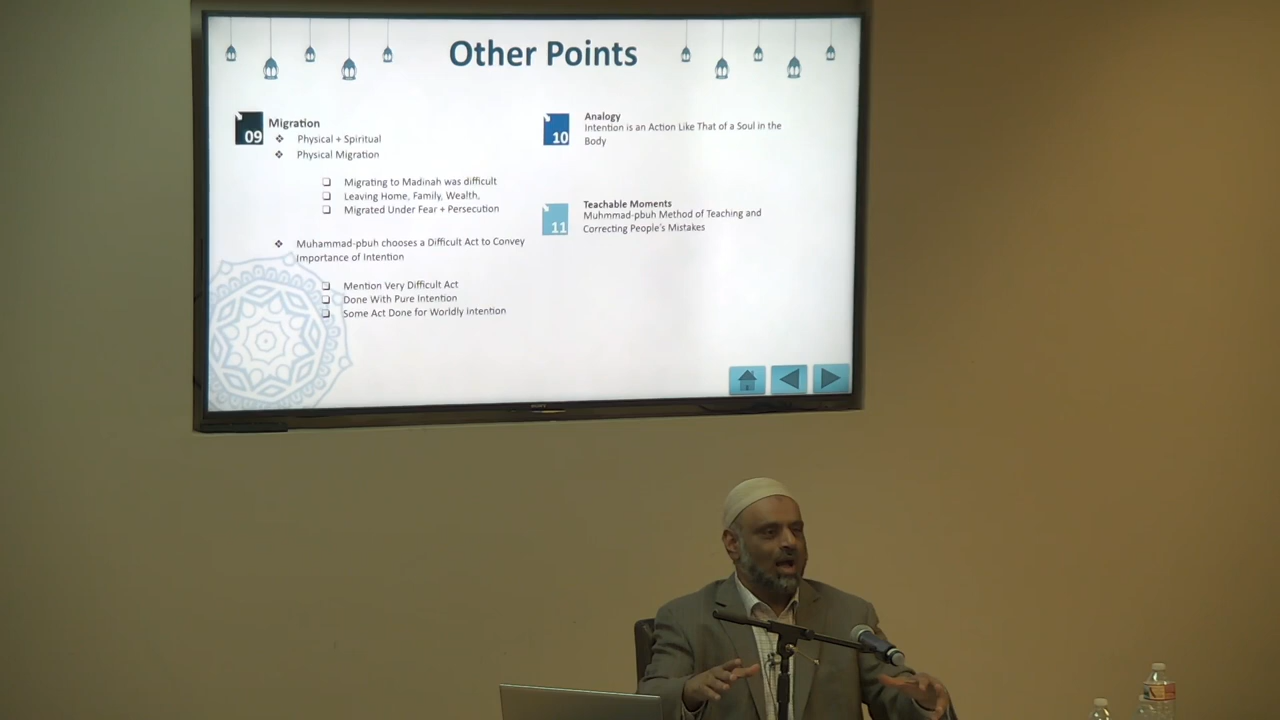 Other Points
09
Migration
❖ Physical + Spiritual
❖ Physical Migration
❑ Migrating to Madinah was difficult
❑ Leaving Home, Family, Wealth,
❑ Migrated Under Fear + Persecution
❖ Muhammad-pbuh chooses a Difficult Act to Convey
Importance of Intention
❑ Mention Very Difficult Act
❑ Done With Pure Intention
❑ Some Act Done for Worldly Intention
10
Analogy
Intention is an Action Like That of a Soul in the
Body
11
Teachable Moments
Muhmmad-pbuh Method of Teaching and
Correcting People's Mistakes
SONY